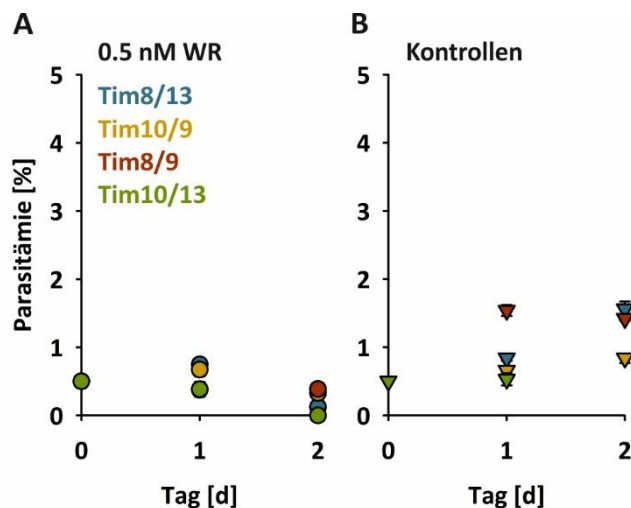 A
B
0.5 nM WR
Kontrollen
Tim8/13
Tim10/9
Tim8/9
Tim10/13
Parasitämie [%]
5
4
3
2
1
0
5
4
3
2
1
0
0 1 2
0 1 2
Tag [d]
Tag [d]